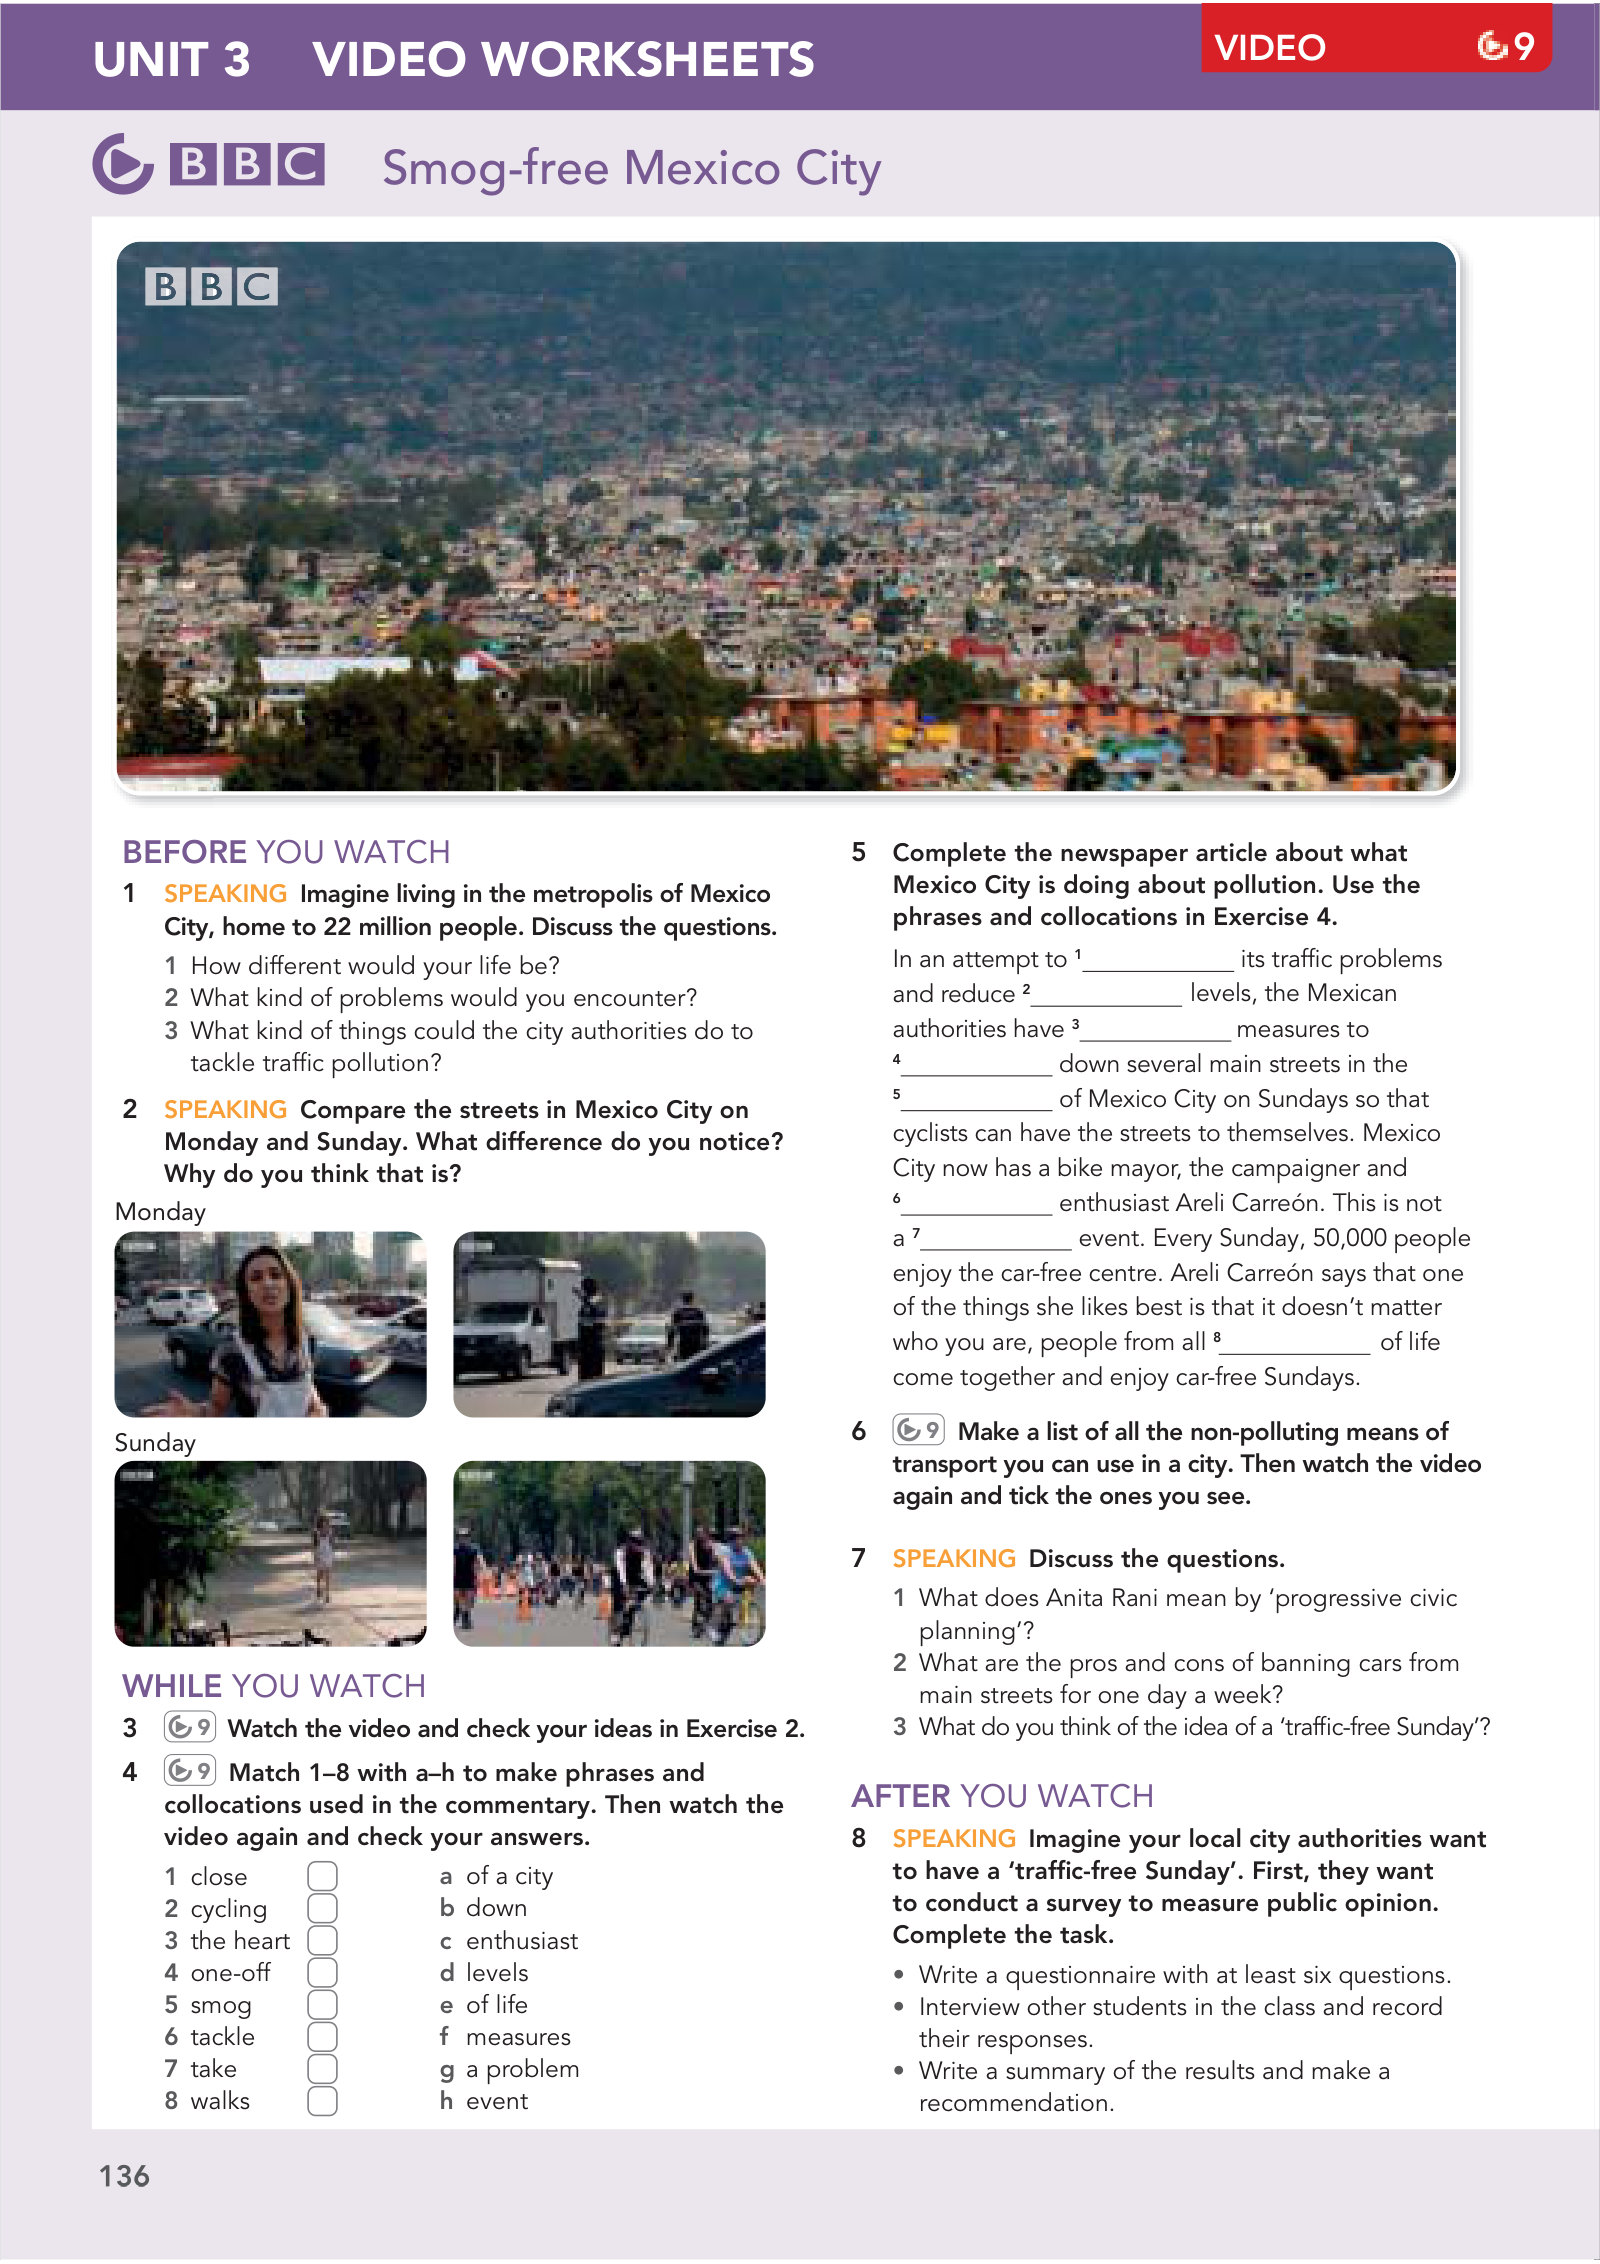 UNIT 3 VIDEO WORKSHEETS
VIDEO 9
BBC Smog-free Mexico City
BBC
BEFORE YOU WATCH
1 SPEAKING Imagine living in the metropolis of Mexico
City, home to 22 million people. Discuss the questions.
1 How different would your life be?
2 What kind of problems would you encounter?
3 What kind of things could the city authorities do to
tackle traffic pollution?
2 SPEAKING Compare the streets in Mexico City on
Monday and Sunday. What difference do you notice?
Why do you think that is?
Monday
Sunday
WHILE YOU WATCH
3 9 Watch the video and check your ideas in Exercise 2.
4 9 Match 1–8 with a–h to make phrases and
collocations used in the commentary. Then watch the
video again and check your answers.
1 close a of a city
2 cycling b down
3 the heart c enthusiast
4 one-off d levels
5 smog e of life
6 tackle f measures
7 take g a problem
8 walks h event
5 Complete the newspaper article about what
Mexico City is doing about pollution. Use the
phrases and collocations in Exercise 4.
In an attempt to 1____________ its traffic problems
and reduce 2____________ levels, the Mexican
authorities have 3____________ measures to
4____________ down several main streets in the
5____________ of Mexico City on Sundays so that
cyclists can have the streets to themselves. Mexico
City now has a bike mayor, the campaigner and
6____________ enthusiast Areli Carreón. This is not
a 7____________ event. Every Sunday, 50,000 people
enjoy the car-free centre. Areli Carreón says that one
of the things she likes best is that it doesn't matter
who you are, people from all 8____________ of life
come together and enjoy car-free Sundays.
6 9 Make a list of all the non-polluting means of
transport you can use in a city. Then watch the video
again and tick the ones you see.
7 SPEAKING Discuss the questions.
1 What does Anita Rani mean by ‘progressive civic
planning’?
2 What are the pros and cons of banning cars from
main streets for one day a week?
3 What do you think of the idea of a ‘traffic-free Sunday’?
AFTER YOU WATCH
8 SPEAKING Imagine your local city authorities want
to have a ‘traffic-free Sunday’. First, they want
to conduct a survey to measure public opinion.
Complete the task.
• Write a questionnaire with at least six questions.
• Interview other students in the class and record
their responses.
• Write a summary of the results and make a
recommendation.
136